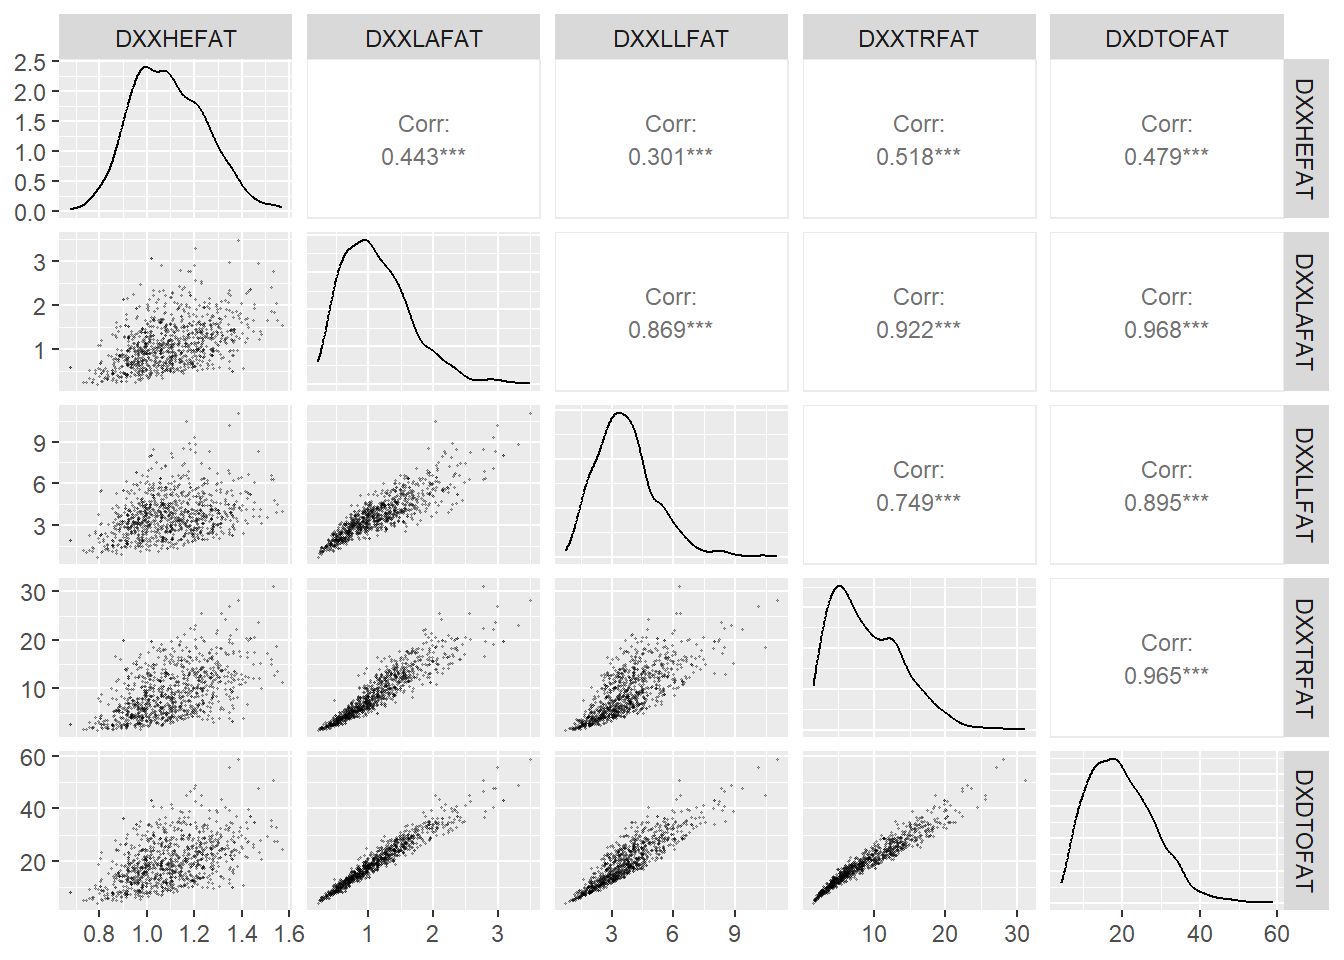 DXXHEFAT DXXLAFAT DXXLLFAT DXXTRFAT DXDTOFAT
2.5
2.0
1.5
1.0
0.5
0.0
Corr: Corr: Corr: Corr:
0.443*** 0.301*** 0.518*** 0.479***
DXXHEFAT
3
2
1
Corr: Corr: Corr:
0.869*** 0.922*** 0.968***
DXXLAFAT
9
6
3
Corr: Corr:
0.749*** 0.895***
DXXLLFAT
30
20
10
Corr:
0.965***
DXXTRFAT
60
40
20
DXDTOFAT
0.8 1.0 1.2 1.4 1.6 1 2 3 3 6 9 10 20 30 20 40 60